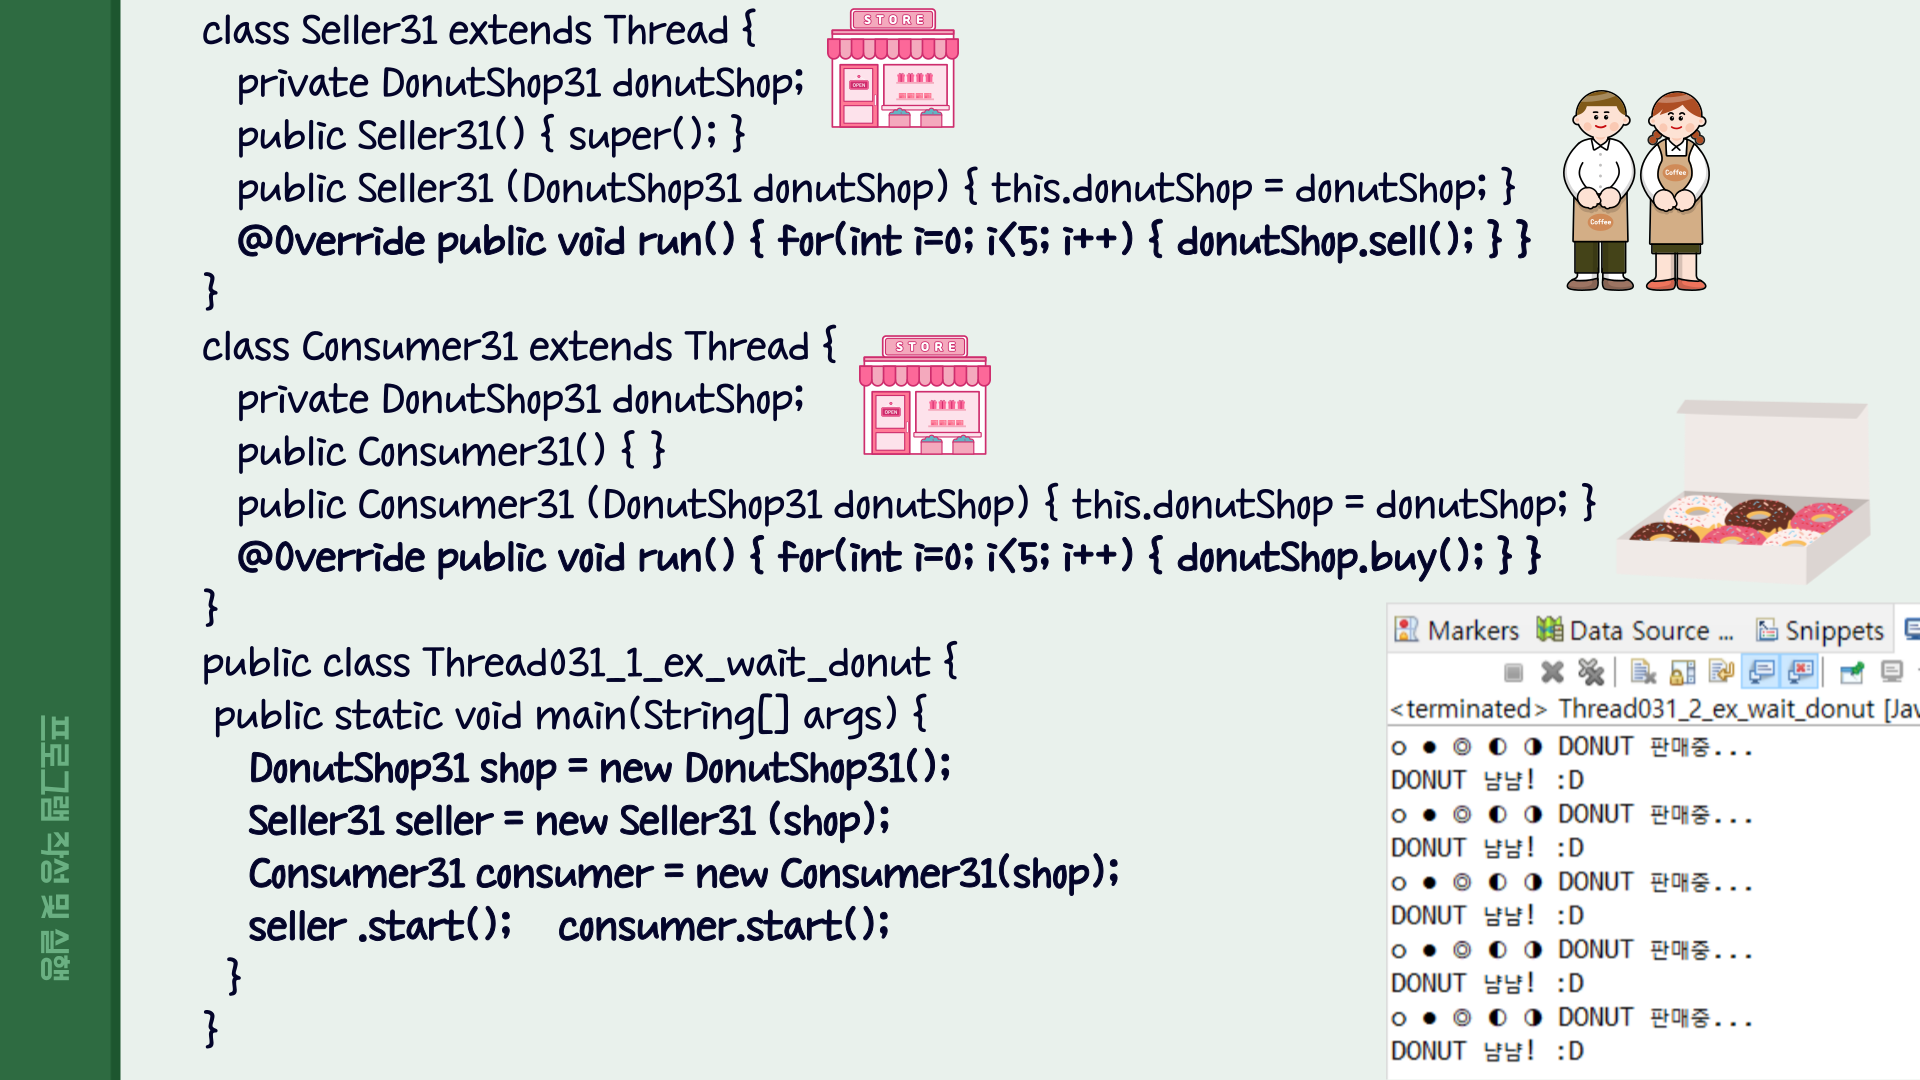 class Seller31 extends Thread {
private DonutShop31 donutShop;
public Seller31() { super(); }
public Seller31 (DonutShop31 donutShop) { this.donutShop = donutShop; }
@Override public void run() { for(int i=0; i<5; i++) { donutShop.sell(); } }
}
STORE
OPEN
Coffee
Coffee
class Consumer31 extends Thread {
private DonutShop31 donutShop;
public Consumer31() { }
public Consumer31 (DonutShop31 donutShop) { this.donutShop = donutShop; }
@Override public void run() { for(int i=0; i<5; i++) { donutShop.buy(); } }
}
STORE
OPEN
public class Thread031_1_ex_wait_donut {
public static void main(String[] args) {
DonutShop31 shop = new DonutShop31();
Seller31 seller = new Seller31 (shop);
Consumer31 consumer = new Consumer31(shop);
seller .start(); consumer.start();
}
}
Markers Data Source ... Snippets
<terminated> Thread031_2_ex_wait_donut [Jav
○ ● ◎ ◐ ◑ DONUT 판매중...
DONUT 냠냠! :D
○ ● ◎ ◐ ◑ DONUT 판매중...
DONUT 냠냠! :D
○ ● ◎ ◐ ◑ DONUT 판매중...
DONUT 냠냠! :D
○ ● ◎ ◐ ◑ DONUT 판매중...
DONUT 냠냠! :D
○ ● ◎ ◐ ◑ DONUT 판매중...
DONUT 냠냠! :D
프로그램 작성 및 실행